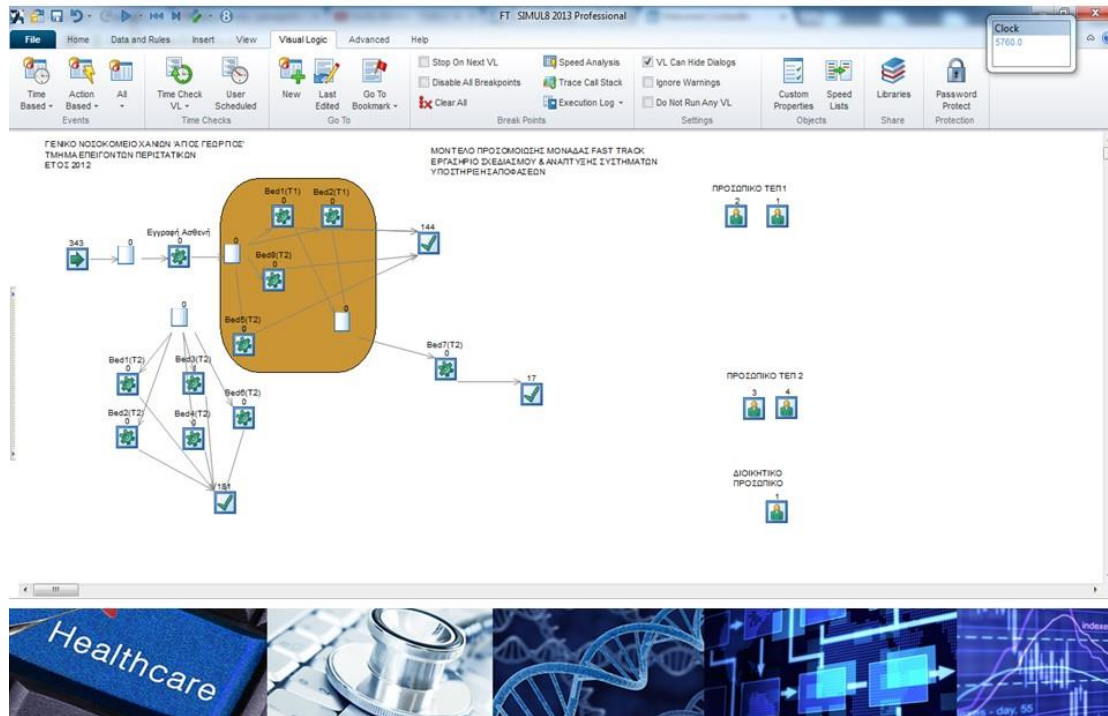 FT SIMUL8 2013 Professional
Clock
5760.0
File Home Data and Rules Insert View Visual Logic Advanced Help
Time Based
Action Based
All
Events
Time Check VL
User Scheduled
Time Checks
New
Last Edited
Go To Bookmark
Go To
Stop On Next VL
Disable All Breakpoints
Clear All
Speed Analysis
Trace Call Stack
Execution Log
Break Points
VL Can Hide Dialogs
Ignore Warnings
Do Not Run Any VL
Settings
Custom Properties
Speed Lists
Objects
Libraries
Share
Password Protect
Protection
ΓΕΝΙΚΟ ΝΟΣΟΚΟΜΕΙΟ ΧΑΝΙΩΝ 'ΑΓΙΟΣ ΓΕΩΡΓΙΟΣ'
ΤΜΗΜΑ ΕΠΕΙΓΟΝΤΩΝ ΠΕΡΙΣΤΑΤΙΚΩΝ
ΕΤΟΣ 2012
ΜΟΝΤΕΛΟ ΠΡΟΣΟΜΟΙΩΣΗΣ ΜΟΝΑΔΑΣ FAST TRACK
ΕΡΓΑΣΗΡΙΟ ΣΧΕΔΙΑΣΜΟΥ & ΑΝΑΠΤΥΞΗΣ ΣΥΣΤΗΜΑΤΩΝ
ΥΠΟΣΤΗΡΙΞΗΣ ΑΠΟΦΑΣΕΩΝ
ΠΡΟΣΩΠΙΚΟ ΤΕΠ1
2 1
Bed1(T1) Bed2(T1)
0 0
343
0
Εγγραφή Ασθενή
0
0
144
Bed8(T2)
0
0
0
Bed5(T2)
0
Bed7(T2)
0
17
Bed1(T2)
0
Bed3(T2)
0
Bed6(T2)
0
Bed2(T2)
0
Bed4(T2)
0
181
ΠΡΟΣΩΠΙΚΟ ΤΕΠ 2
3 4
ΔΙΟΙΚΗΤΙΚΟ
ΠΡΟΣΩΠΙΚΟ
1
Healthcare
indexes
- day, 55